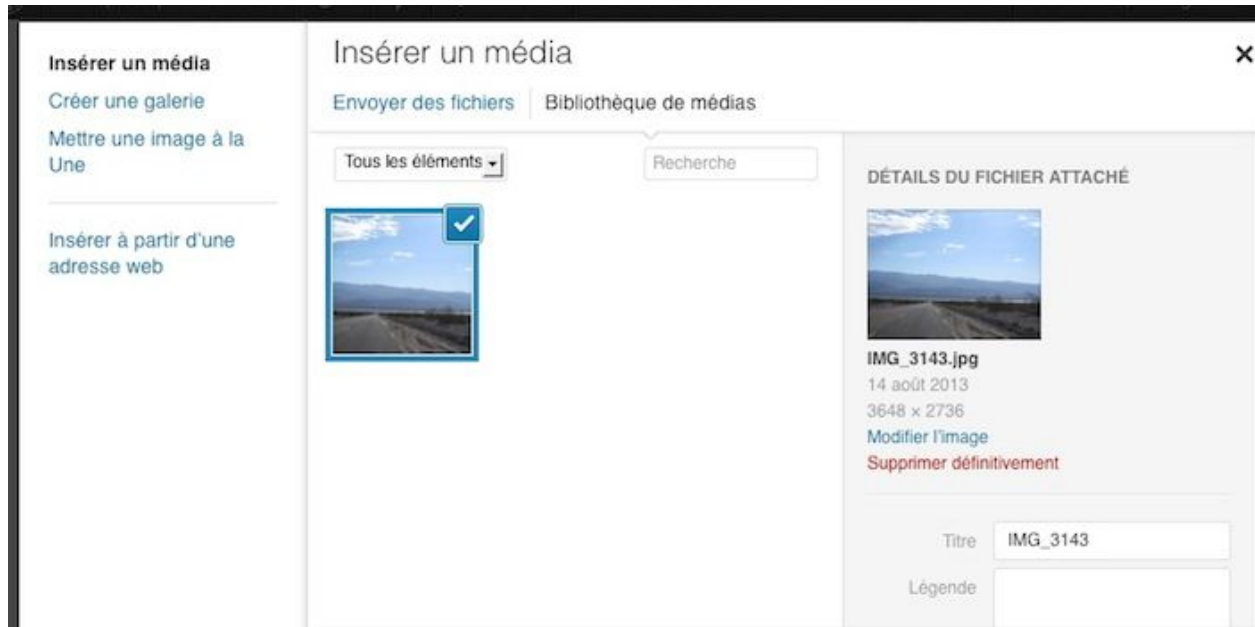 Insérer un média
Créer une galerie
Mettre une image à la
Une
Insérer à partir d'une
adresse web
Insérer un média
Envoyer des fichiers
Bibliothèque de médias
Tous les éléments
Recherche
DÉTAILS DU FICHIER ATTACHÉ
IMG_3143.jpg
14 août 2013
3648 × 2736
Modifier l'image
Supprimer définitivement
Titre IMG_3143
Légende